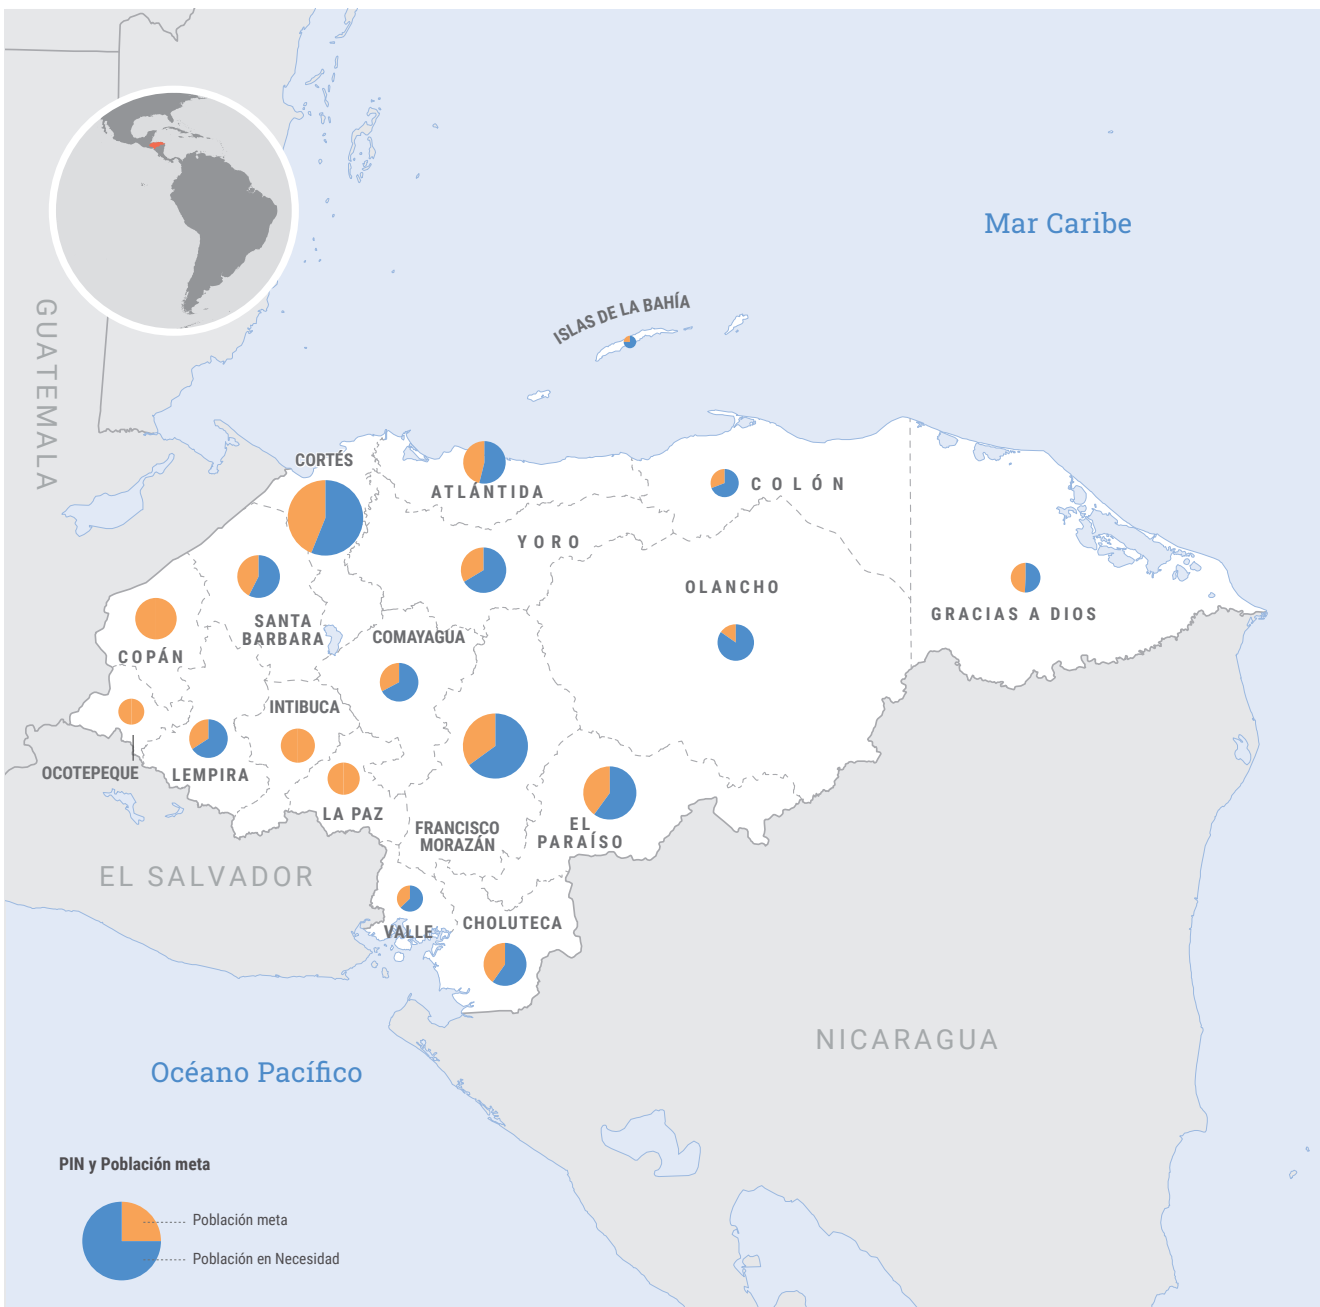 Mar Caribe
GUATEMALA
ISLAS DE LA BAHÍA
CORTÉS
ATLÁNTIDA
COLÓN
YORO
OLANCHO
GRACIAS A DIOS
SANTA
BARBARA
COMAYAGUA
COPÁN
INTIBUCA
OCOTEPEQUE
LEMPIRA
LA PAZ
FRANCISCO
MORAZÁN
EL
PARAÍSO
EL SALVADOR
VALLE
CHOLUTECA
NICARAGUA
Océano Pacífico
PIN y Población meta
Población meta
Población en Necesidad